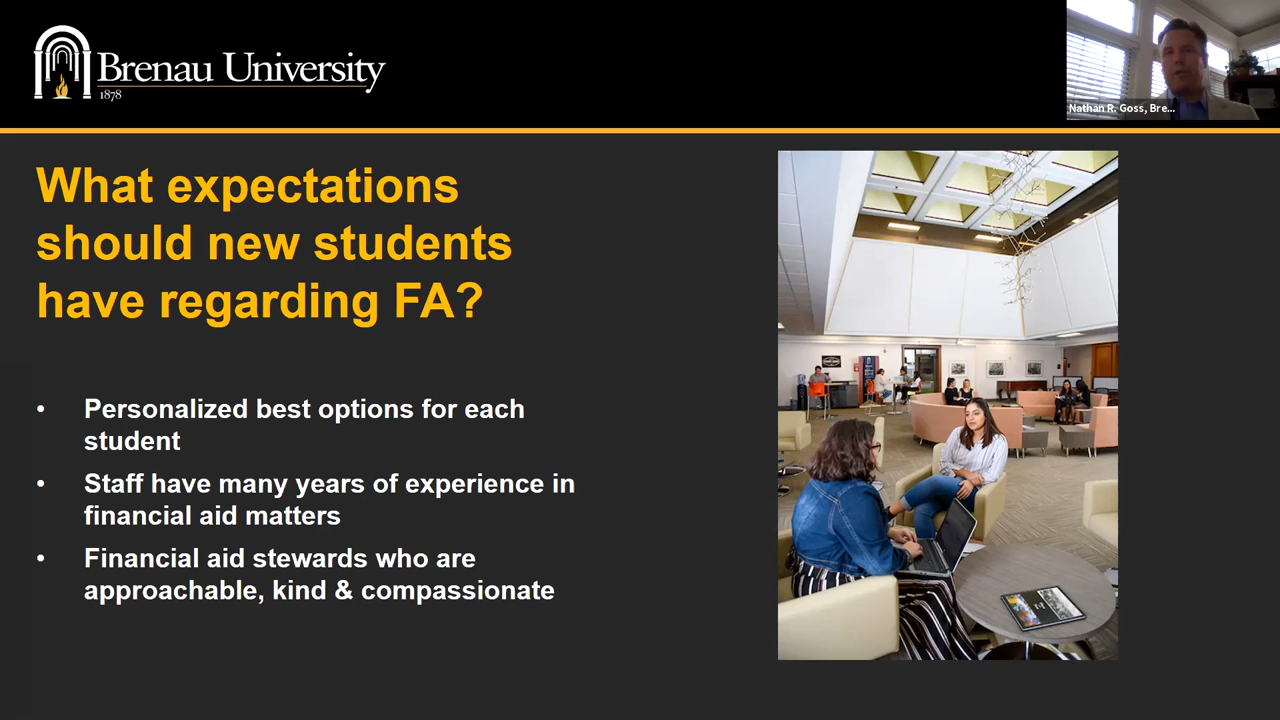 Brenau University
1878
Nathan R. Goss, Bre...
What expectations
should new students
have regarding FA?
• Personalized best options for each
student
• Staff have many years of experience in
financial aid matters
• Financial aid stewards who are
approachable, kind & compassionate